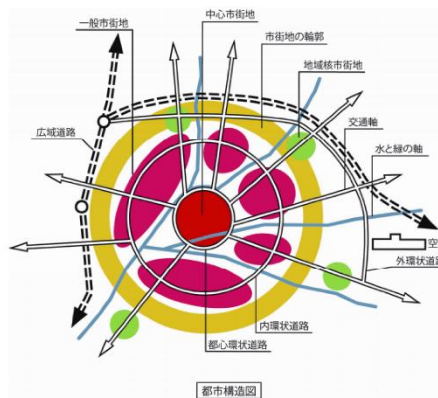 中心市街地
一般市街地
市街地の輪郭
地域核市街地
交通軸
広域道路
水と緑の軸
空
外環状道路
内環状道路
都心環状道路
都市構造図